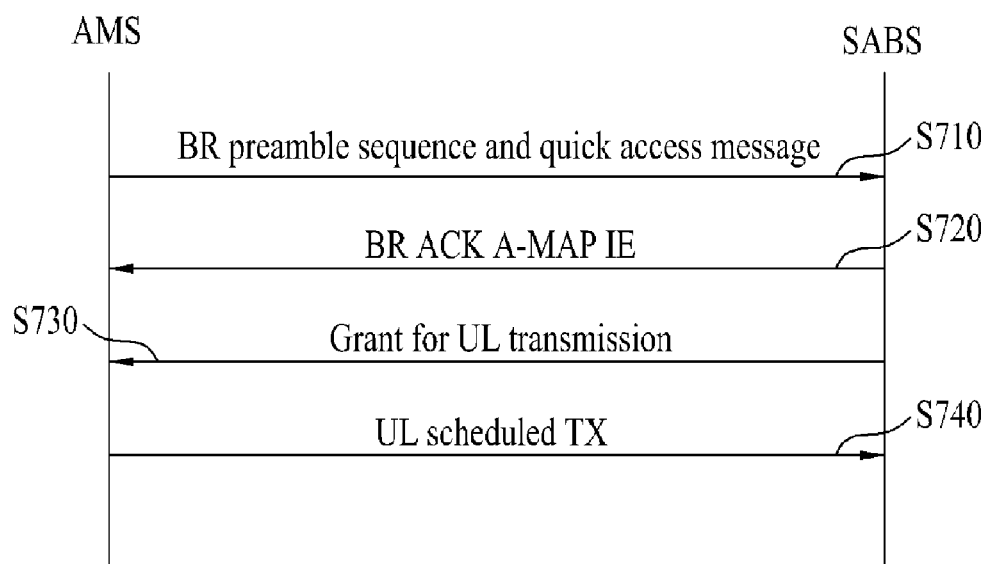 AMS
SABS
BR preamble sequence and quick access message
S710
BR ACK A-MAP IE
S720
S730
Grant for UL transmission
UL scheduled TX
S740